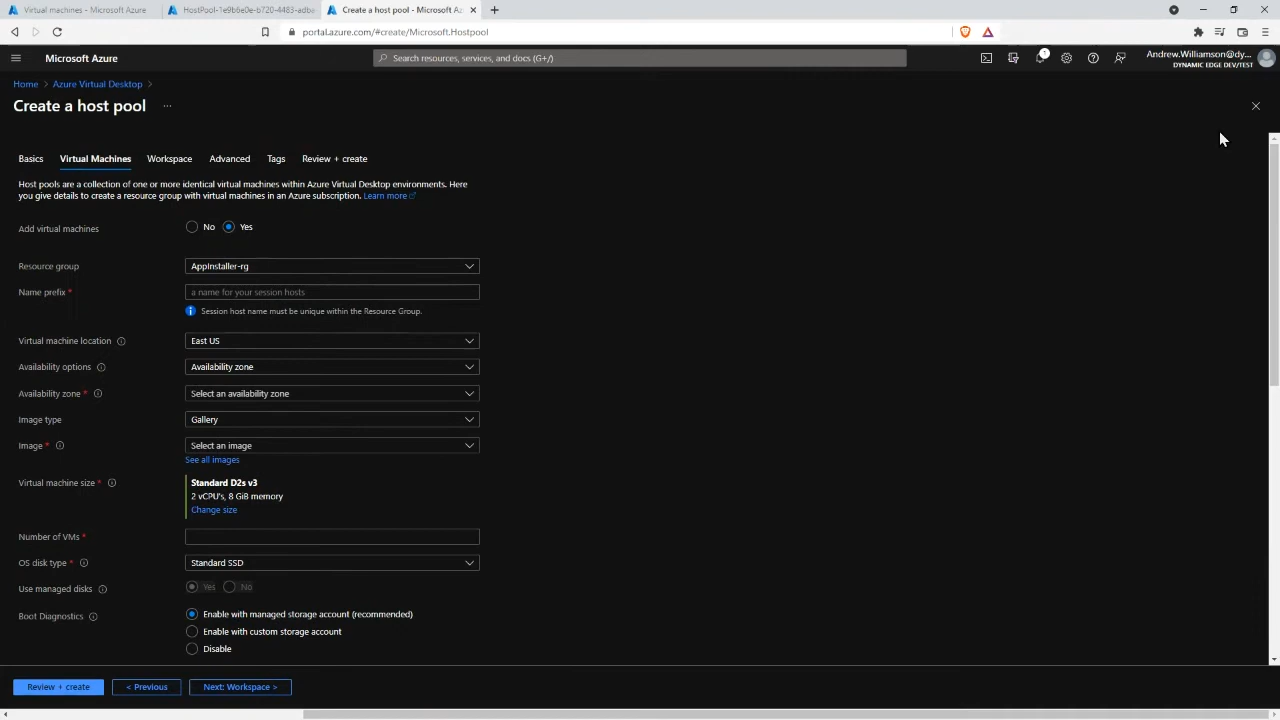 Virtual machines - Microsoft Azure
HostPool-1e9b6e0e-b720-4483-adba
Create a host pool - Microsoft Az
portal.azure.com/#create/Microsoft.Hostpool
Microsoft Azure
Search resources, services, and docs (G+/)
1
Andrew.Williamson@dy...
DYNAMIC EDGE DEV/TEST
Home > Azure Virtual Desktop >
Create a host pool ...
Basics Virtual Machines Workspace Advanced Tags Review + create
Host pools are a collection of one or more identical virtual machines within Azure Virtual Desktop environments. Here
you give details to create a resource group with virtual machines in an Azure subscription. Learn more
Add virtual machines No Yes
Resource group AppInstaller-rg
Name prefix * a name for your session hosts
Session host name must be unique within the Resource Group.
Virtual machine location East US
Availability options Availability zone
Availability zone * Select an availability zone
Image type Gallery
Image * Select an image
See all images
Virtual machine size * Standard D2s v3
2 vCPU's, 8 GiB memory
Change size
Number of VMs *
OS disk type * Standard SSD
Use managed disks Yes No
Boot Diagnostics Enable with managed storage account (recommended)
Enable with custom storage account
Disable
Review + create < Previous Next: Workspace >